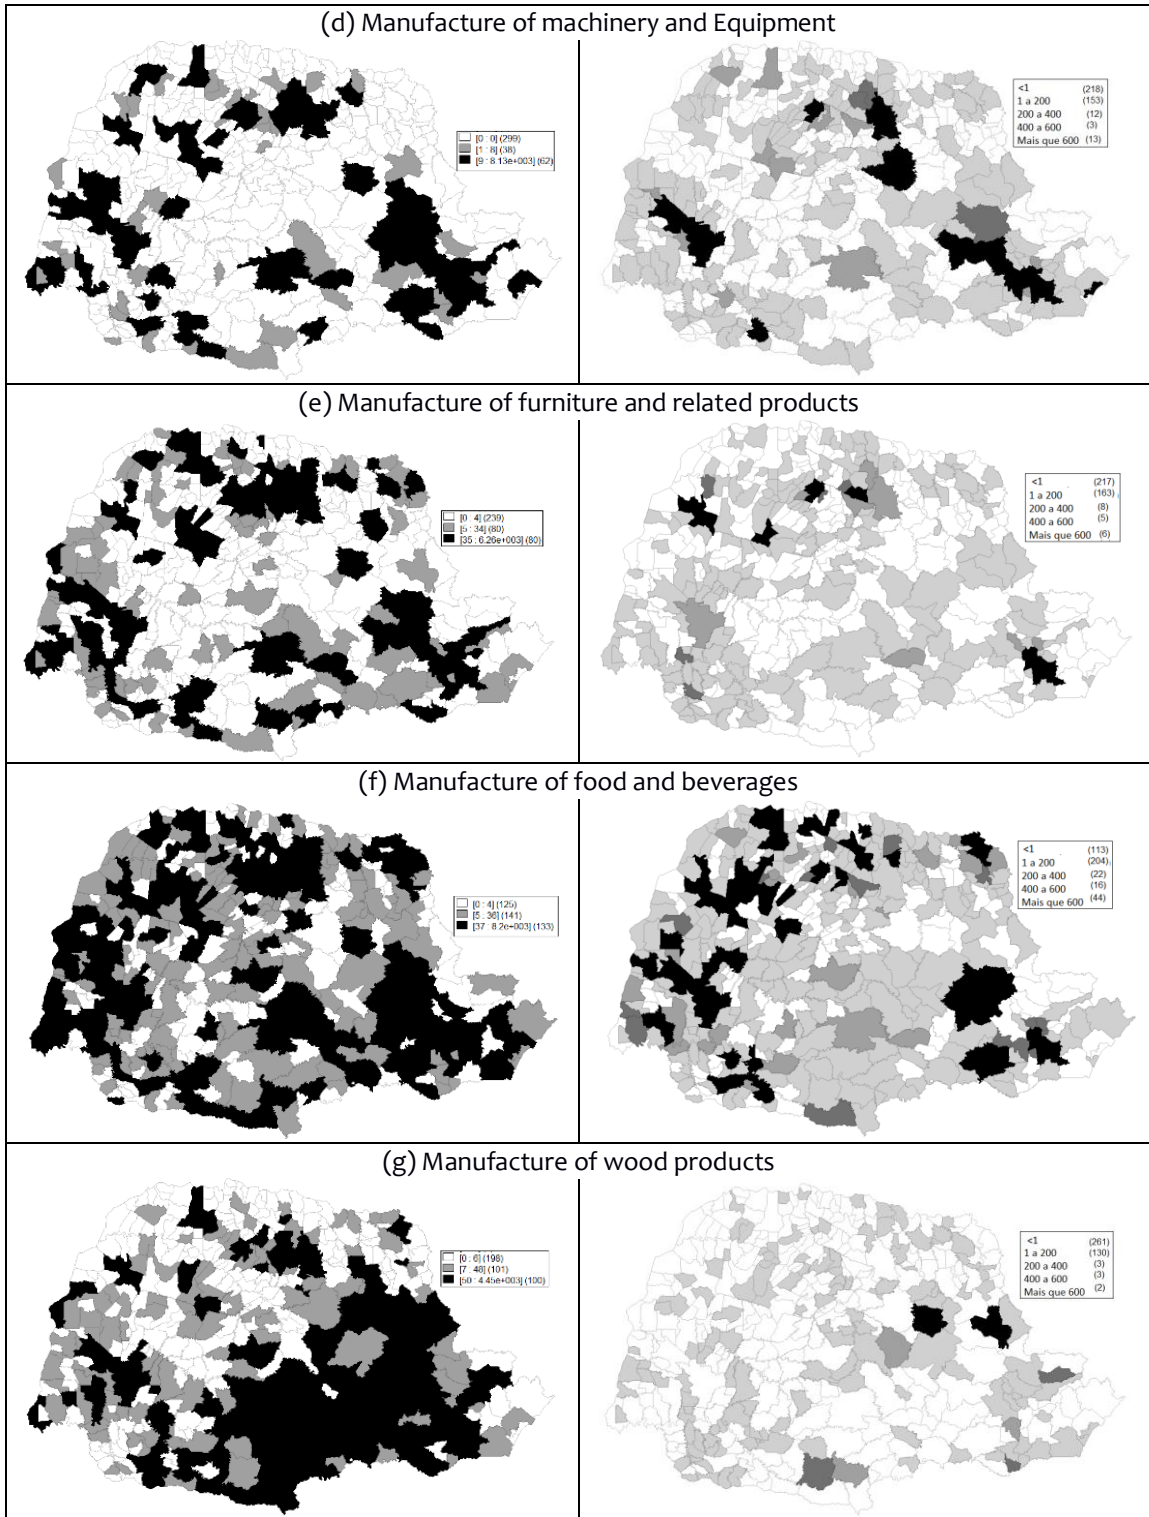 (d) Manufacture of machinery and Equipment
[0 : 0] (299)
[1 : 8] (38)
[9 : 8.13e+003] (62)
<1 (218)
1 a 200 (153)
200 a 400 (12)
400 a 600 (3)
Mais que 600 (13)
(e) Manufacture of furniture and related products
[0 : 4] (239)
[5 : 34] (80)
[35 : 6.26e+003] (80)
<1 (217)
1 a 200 (163)
200 a 400 (8)
400 a 600 (5)
Mais que 600 (6)
(f) Manufacture of food and beverages
[0 : 4] (125)
[5 : 36] (141)
[37 : 8.2e+003] (133)
<1 (113)
1 a 200 (204)
200 a 400 (22)
400 a 600 (16)
Mais que 600 (44)
(g) Manufacture of wood products
[0 : 6] (198)
[7 : 48] (101)
[50 : 4.45e+003] (100)
<1 (261)
1 a 200 (130)
200 a 400 (3)
400 a 600 (3)
Mais que 600 (2)